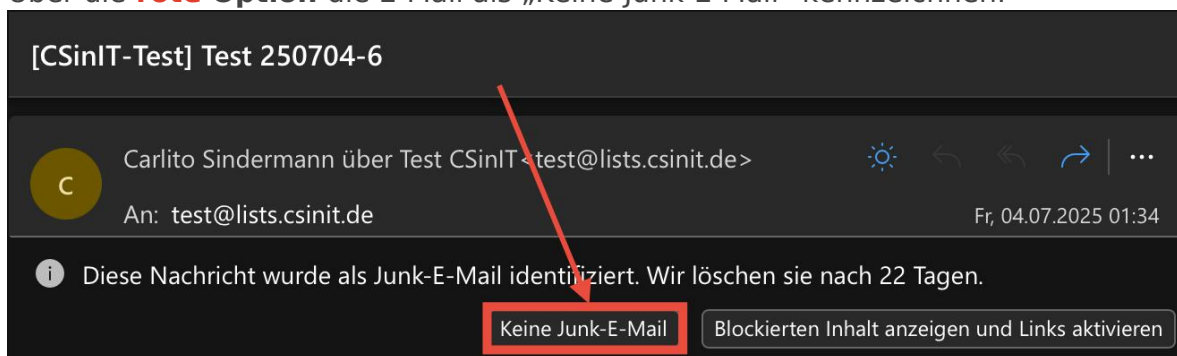 Über die rote Option die E-Mail als „Keine Junk-E-Mail“ kennzeichnen:
[CSinIT-Test] Test 250704-6
C
Carlito Sindermann über Test CSinIT<test@lists.csinit.de>
An: test@lists.csinit.de
Fr, 04.07.2025 01:34
Diese Nachricht wurde als Junk-E-Mail identifiziert. Wir löschen sie nach 22 Tagen.
Keine Junk-E-Mail
Blockierten Inhalt anzeigen und Links aktivieren